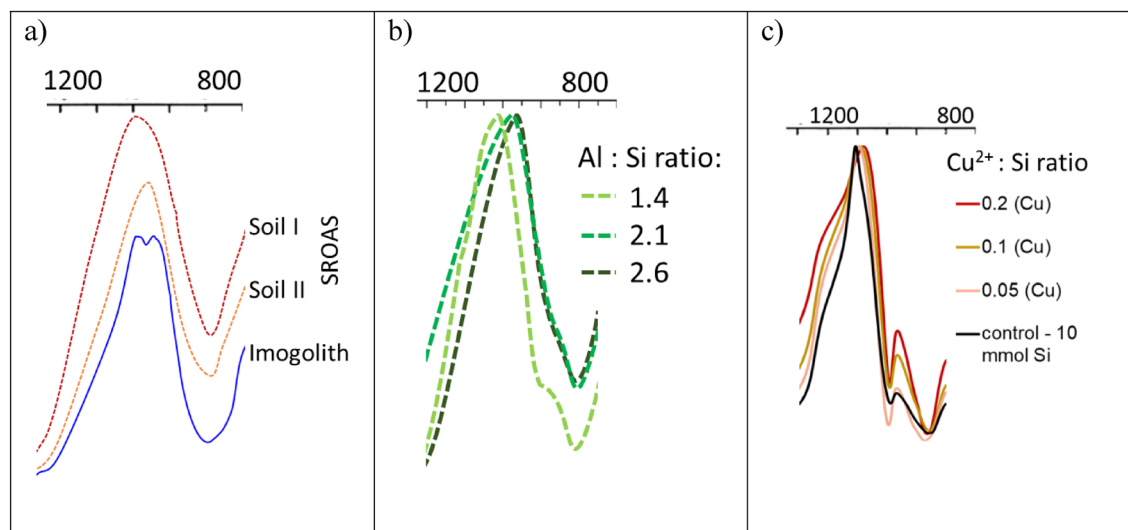 a)
1200 800
Soil I
Soil II
SROAS
Imogolith
b)
1200 800
Al : Si ratio:
1.4
2.1
2.6
c)
1200 800
Cu²⁺ : Si ratio
0.2 (Cu)
0.1 (Cu)
0.05 (Cu)
control - 10
mmol Si